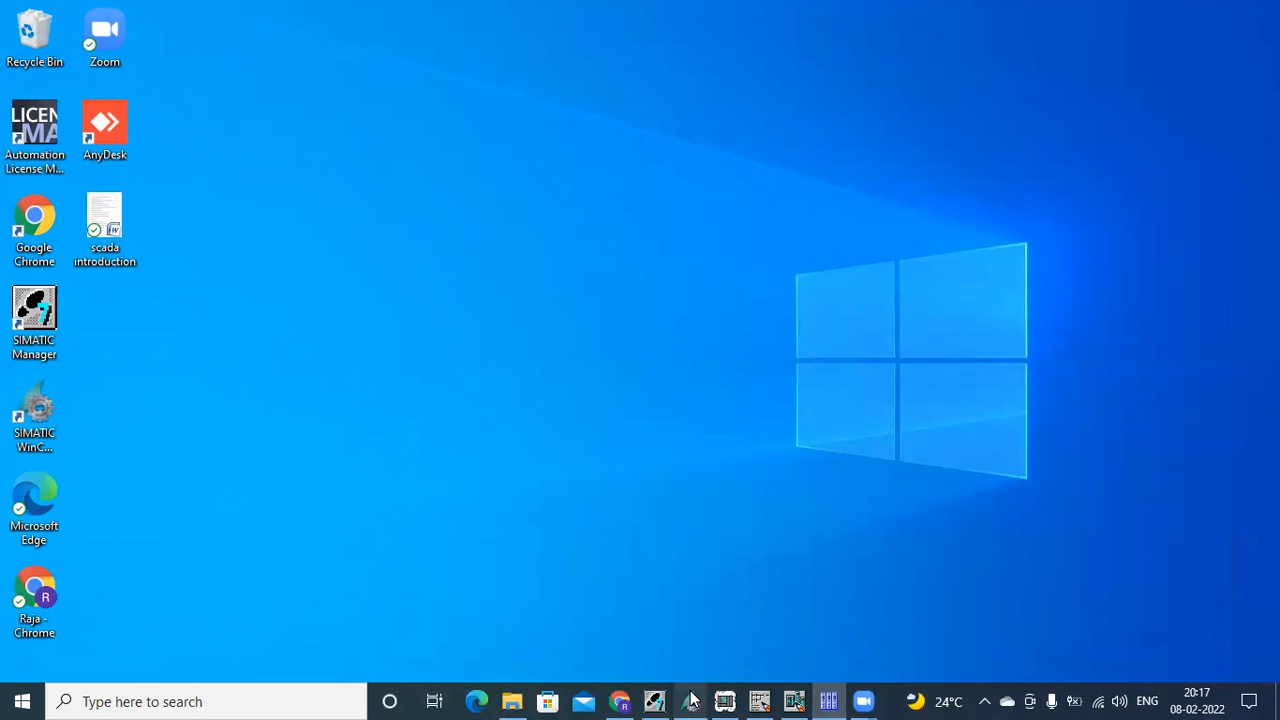 Recycle Bin
Zoom
LICEN
MA
Automation
License M...
AnyDesk
Google
Chrome
W
scada
introduction
SIMATIC
Manager
SIMATIC
WinC...
Microsoft
Edge
R
Raja -
Chrome
Type here to search
R
24°C
ENG
20:17
08-02-2022